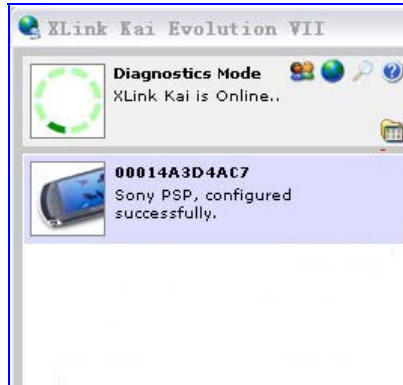 XLink Kai Evolution VII
Diagnostics Mode
XLink Kai is Online..
00014A3D4AC7
Sony PSP, configured
successfully.